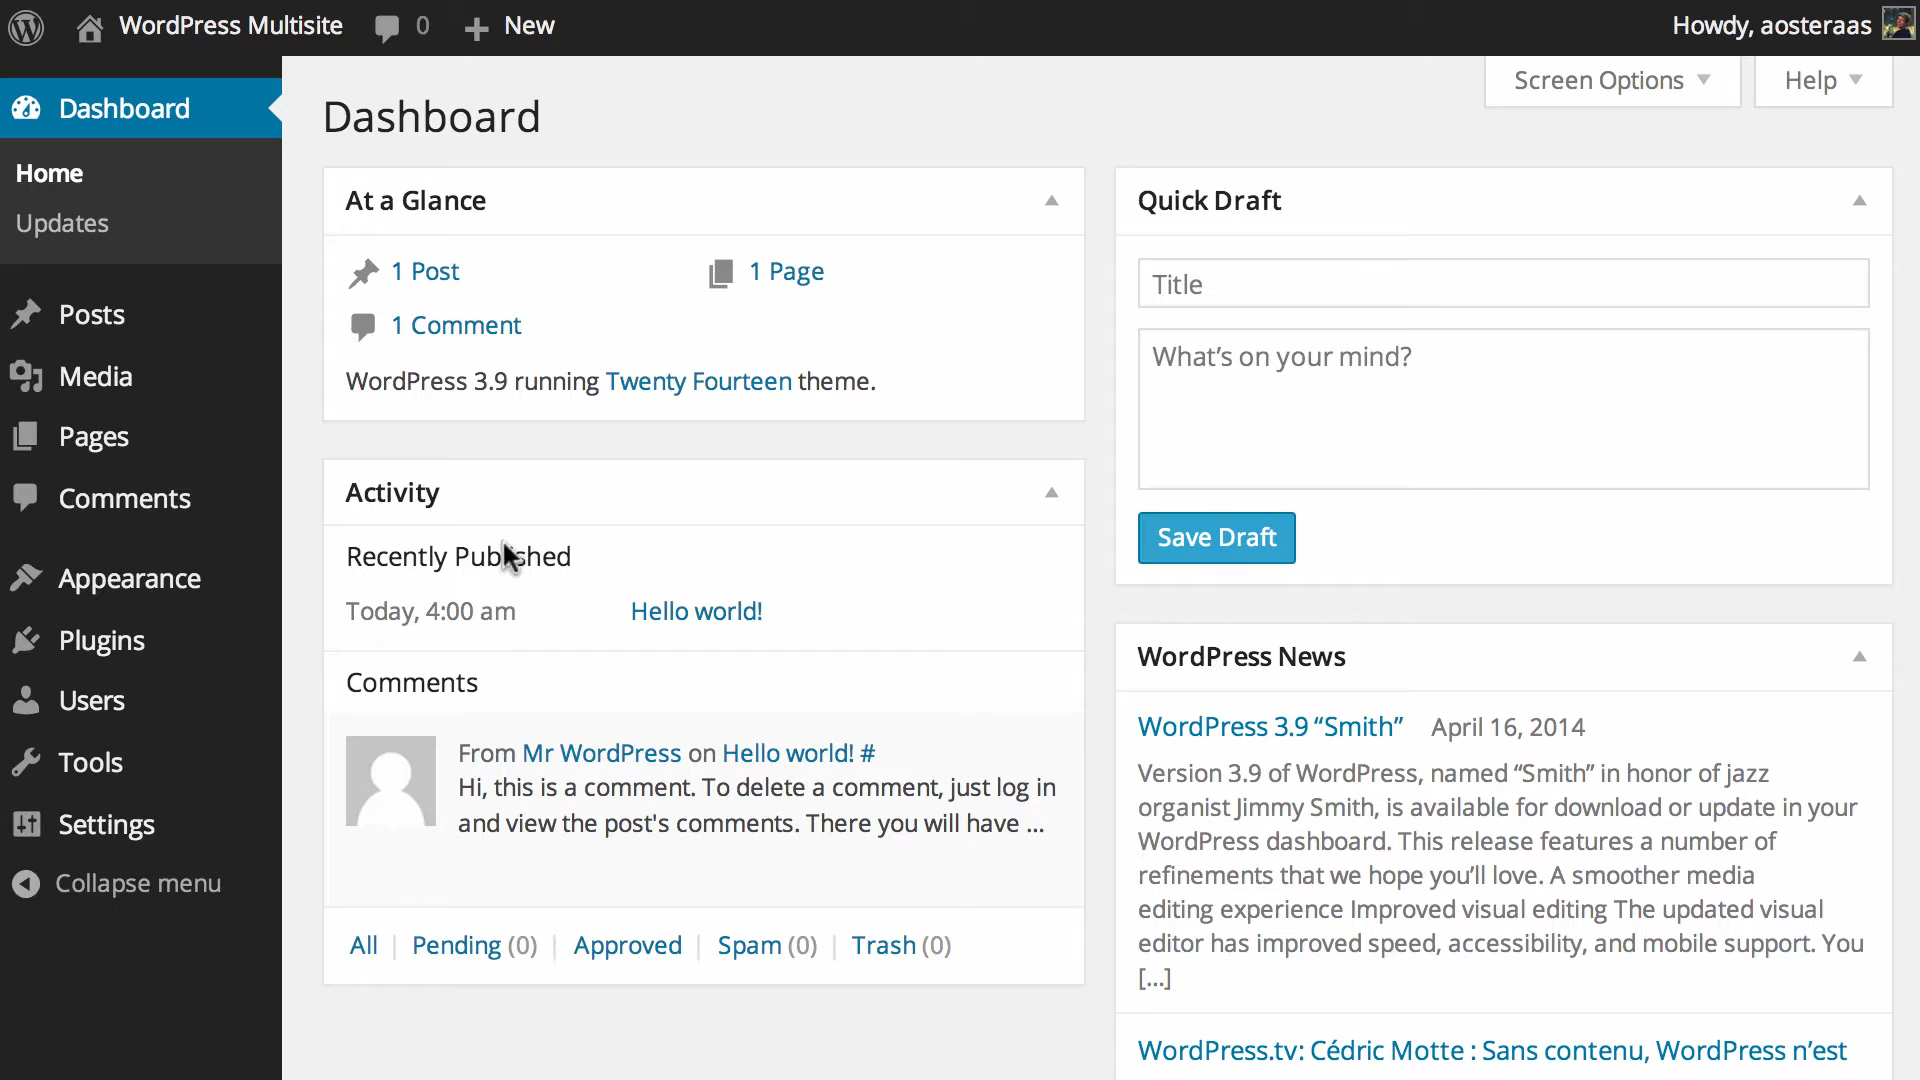 WordPress Multisite 0 New Howdy, aosteraas
Screen Options Help
Dashboard
Home
Updates
Posts
Media
Pages
Comments
Appearance
Plugins
Users
Tools
Settings
Collapse menu
Dashboard
At a Glance
1 Post 1 Page
1 Comment
WordPress 3.9 running Twenty Fourteen theme.
Activity
Recently Published
Today, 4:00 am Hello world!
Comments
From Mr WordPress on Hello world! #
Hi, this is a comment. To delete a comment, just log in
and view the post's comments. There you will have ...
All | Pending (0) | Approved | Spam (0) | Trash (0)
Quick Draft
Title
What’s on your mind?
Save Draft
WordPress News
WordPress 3.9 “Smith” April 16, 2014
Version 3.9 of WordPress, named “Smith” in honor of jazz
organist Jimmy Smith, is available for download or update in your
WordPress dashboard. This release features a number of
refinements that we hope you’ll love. A smoother media
editing experience Improved visual editing The updated visual
editor has improved speed, accessibility, and mobile support. You
[...]
WordPress.tv: Cédric Motte : Sans contenu, WordPress n’est